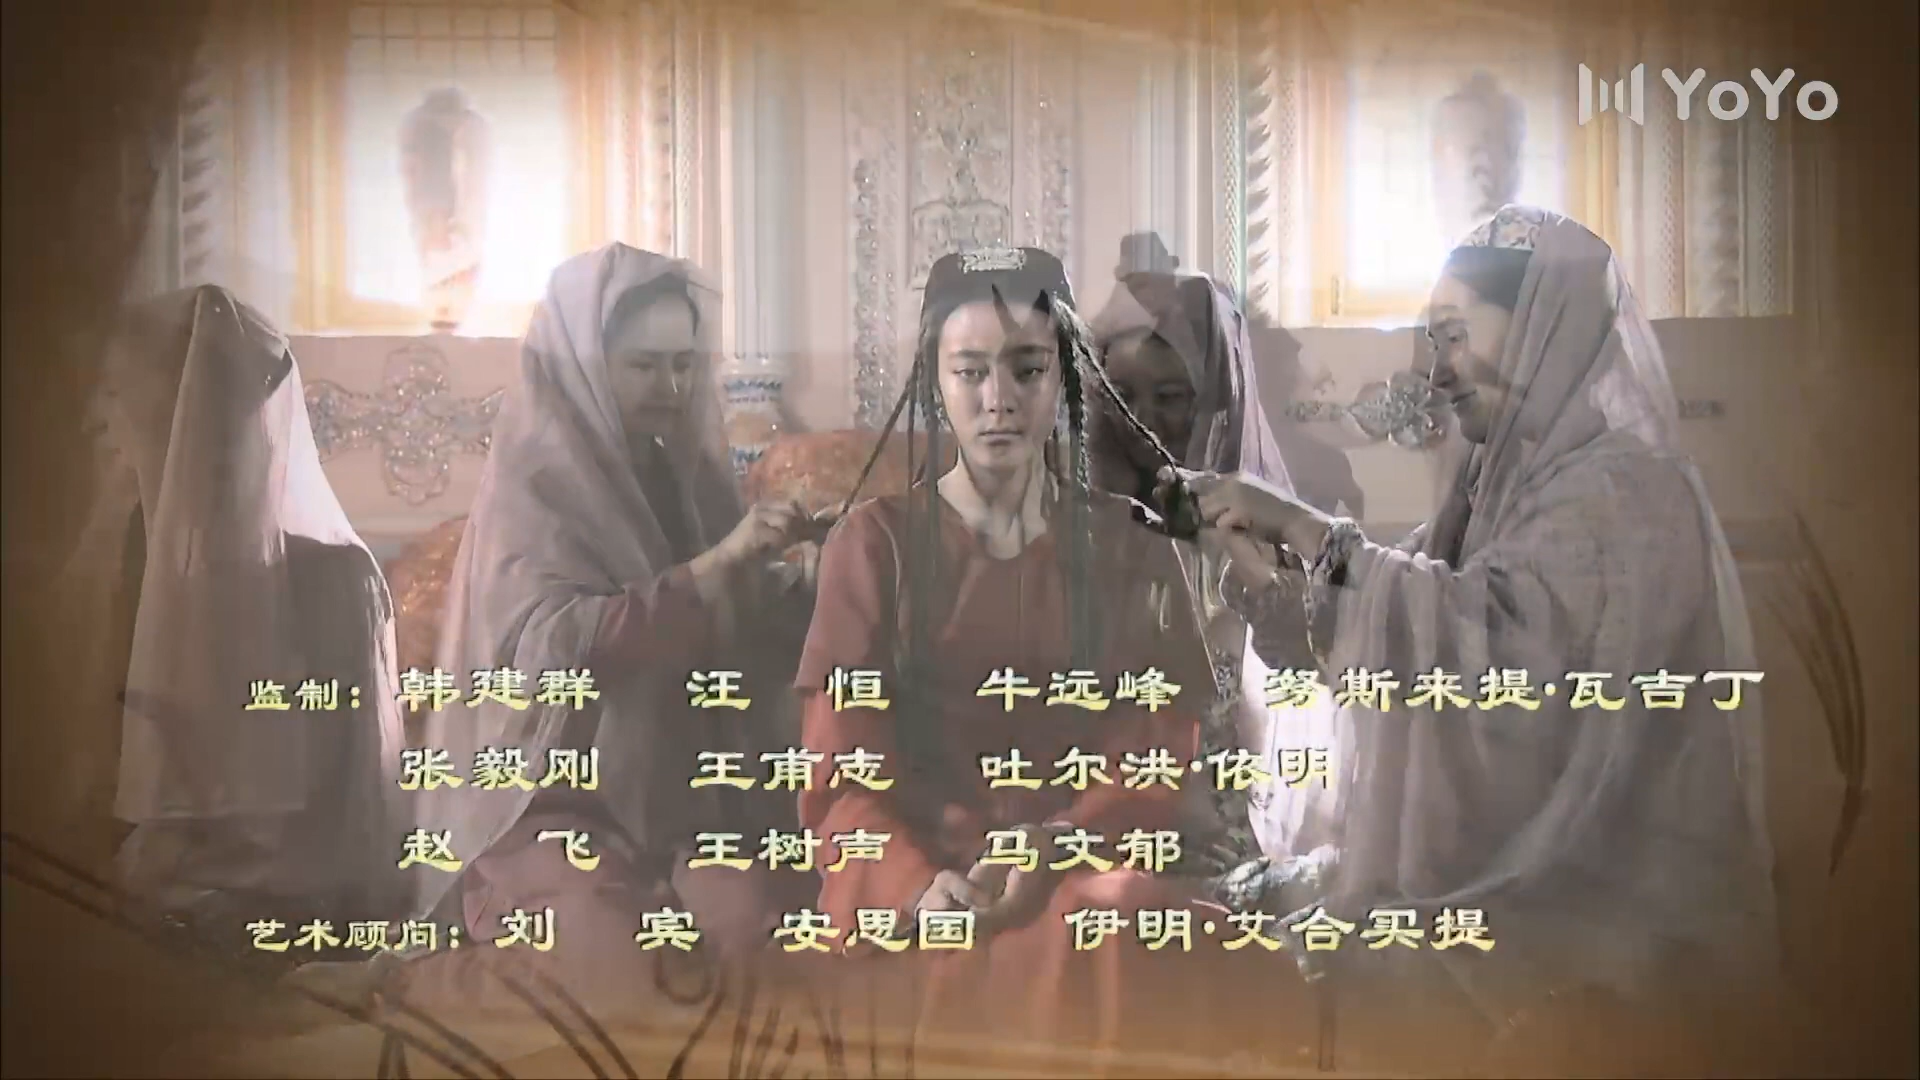 YoYo
监制：韩建群 汪恒 牛远峰 努斯来提·瓦吉丁
张毅刚 王甫志 吐尔洪·依明
赵飞 王树声 马文郁
艺术顾问：刘宾 安思国 伊明·艾合买提